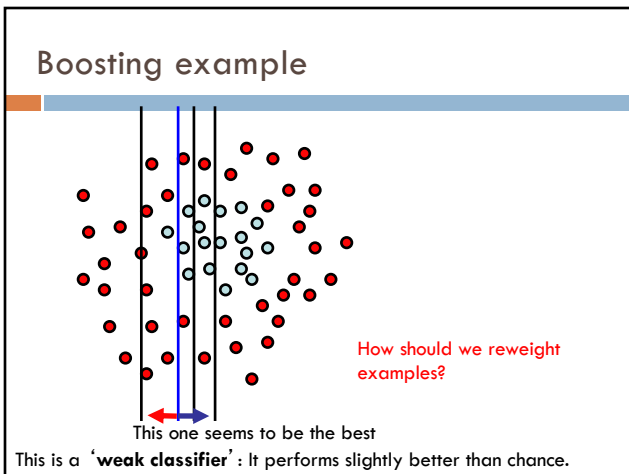 Boosting example
How should we reweight
examples?
This one seems to be the best
This is a ‘weak classifier’: It performs slightly better than chance.